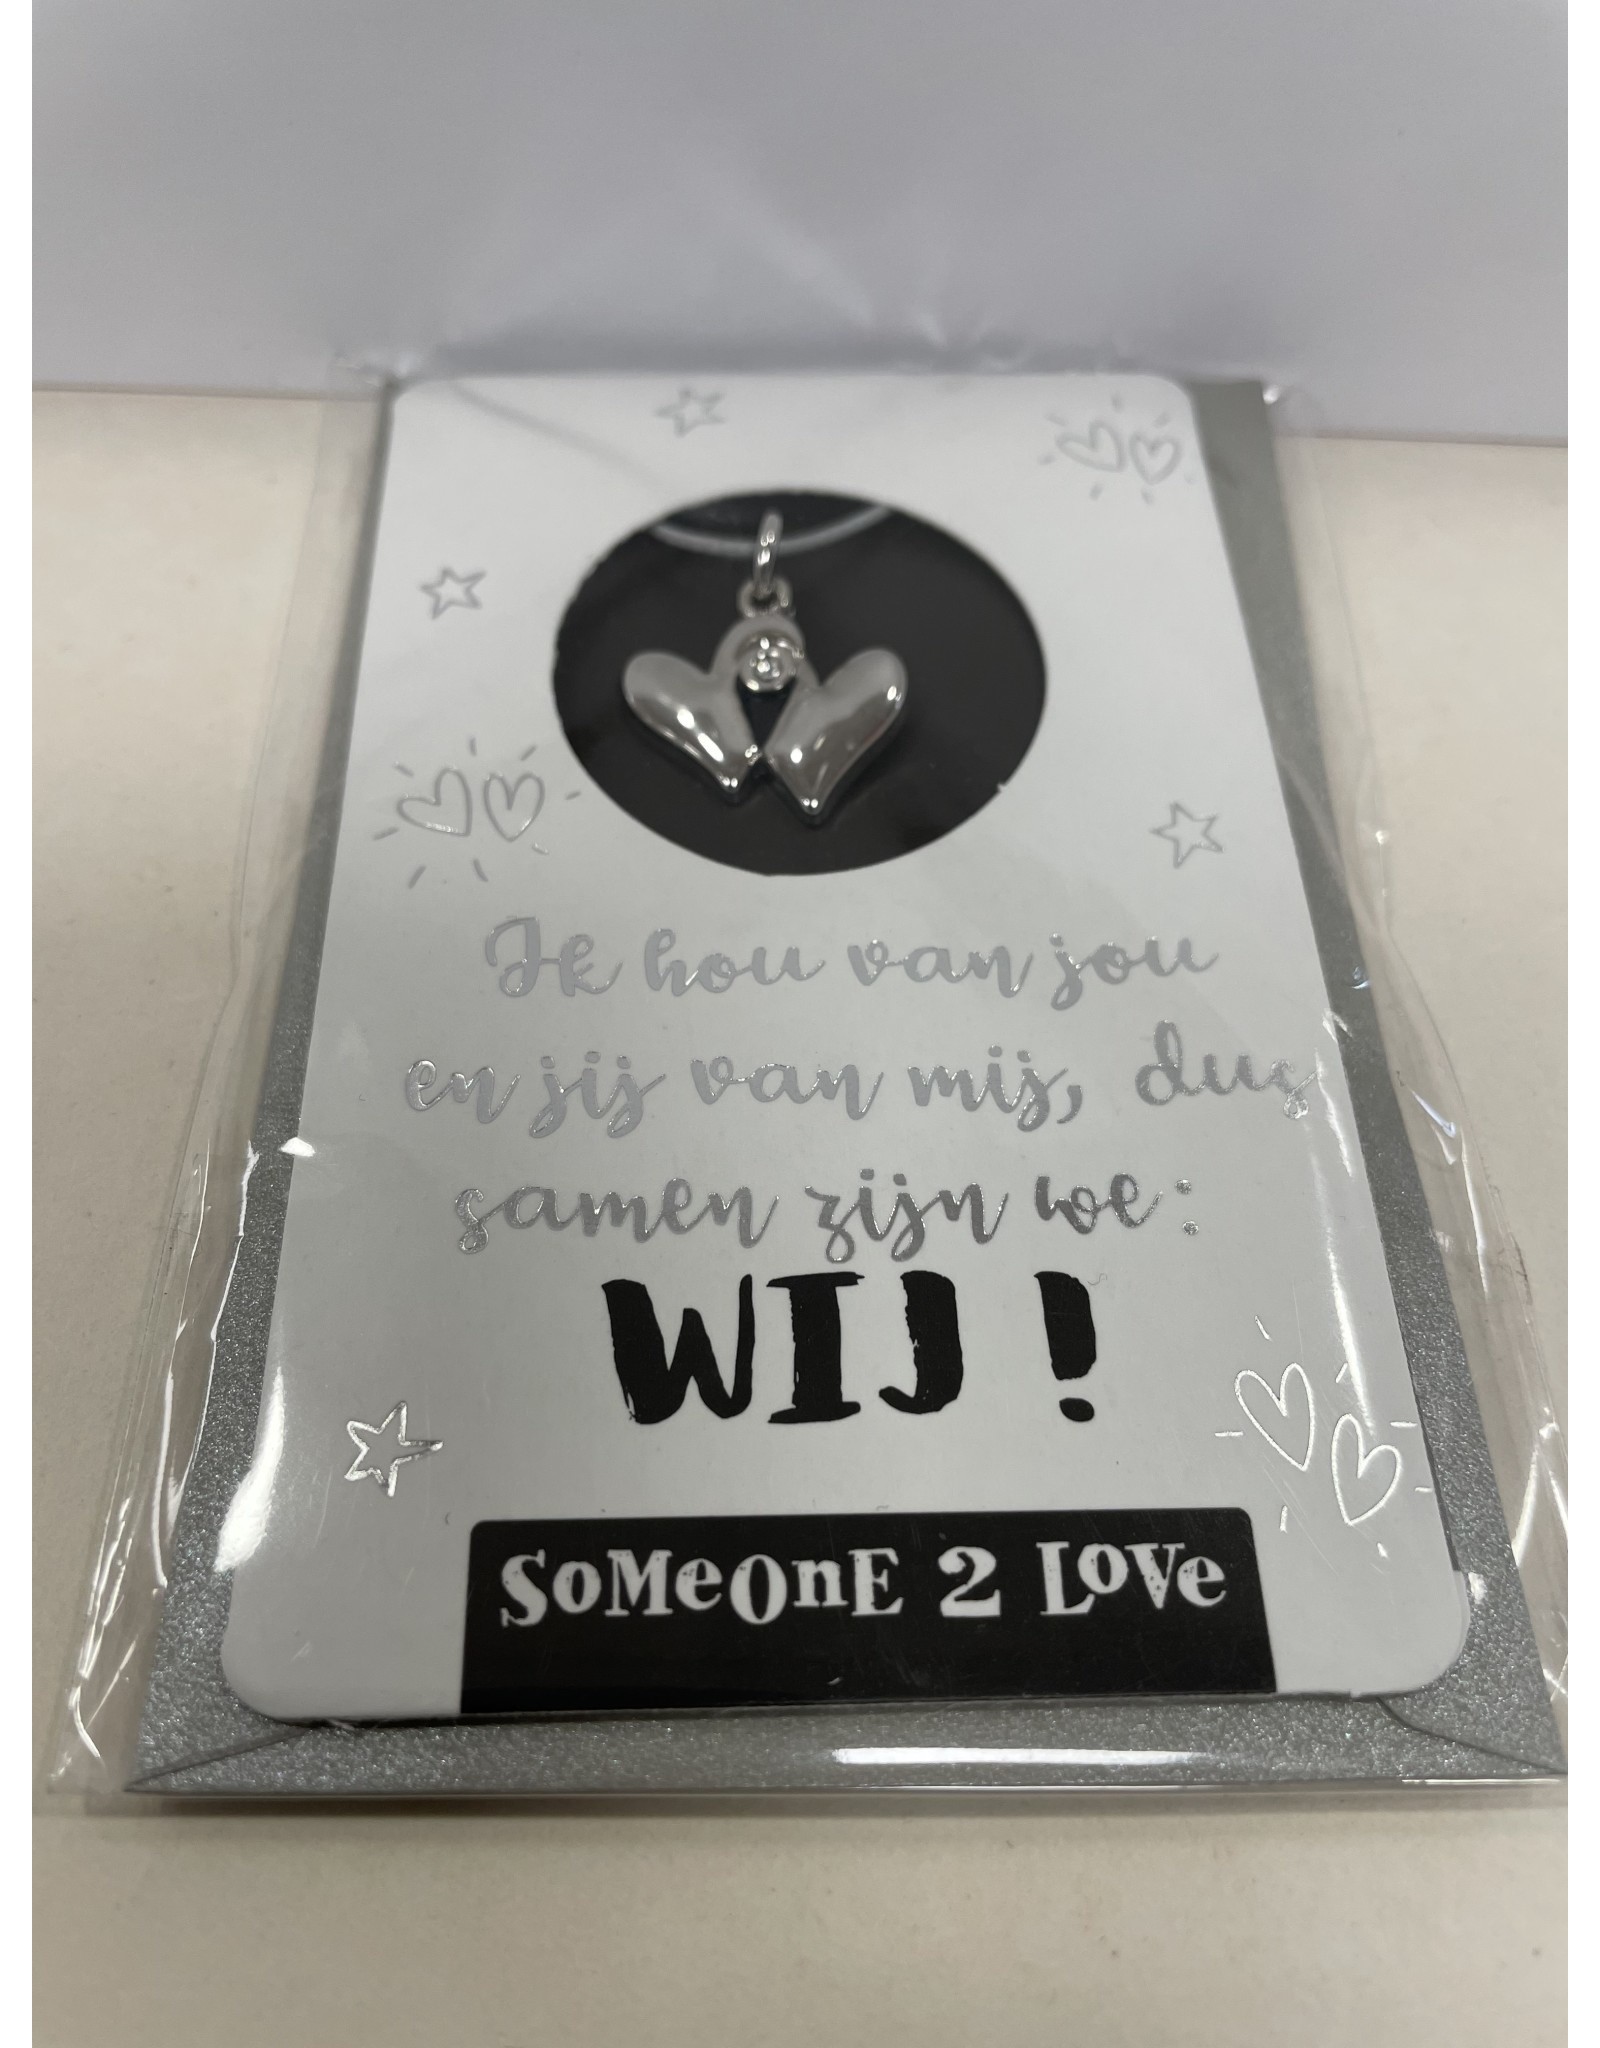 Ik hou van jou
en jij van mij, dus
samen zijn we:
WIJ!
SoMeOnE 2 LoVe